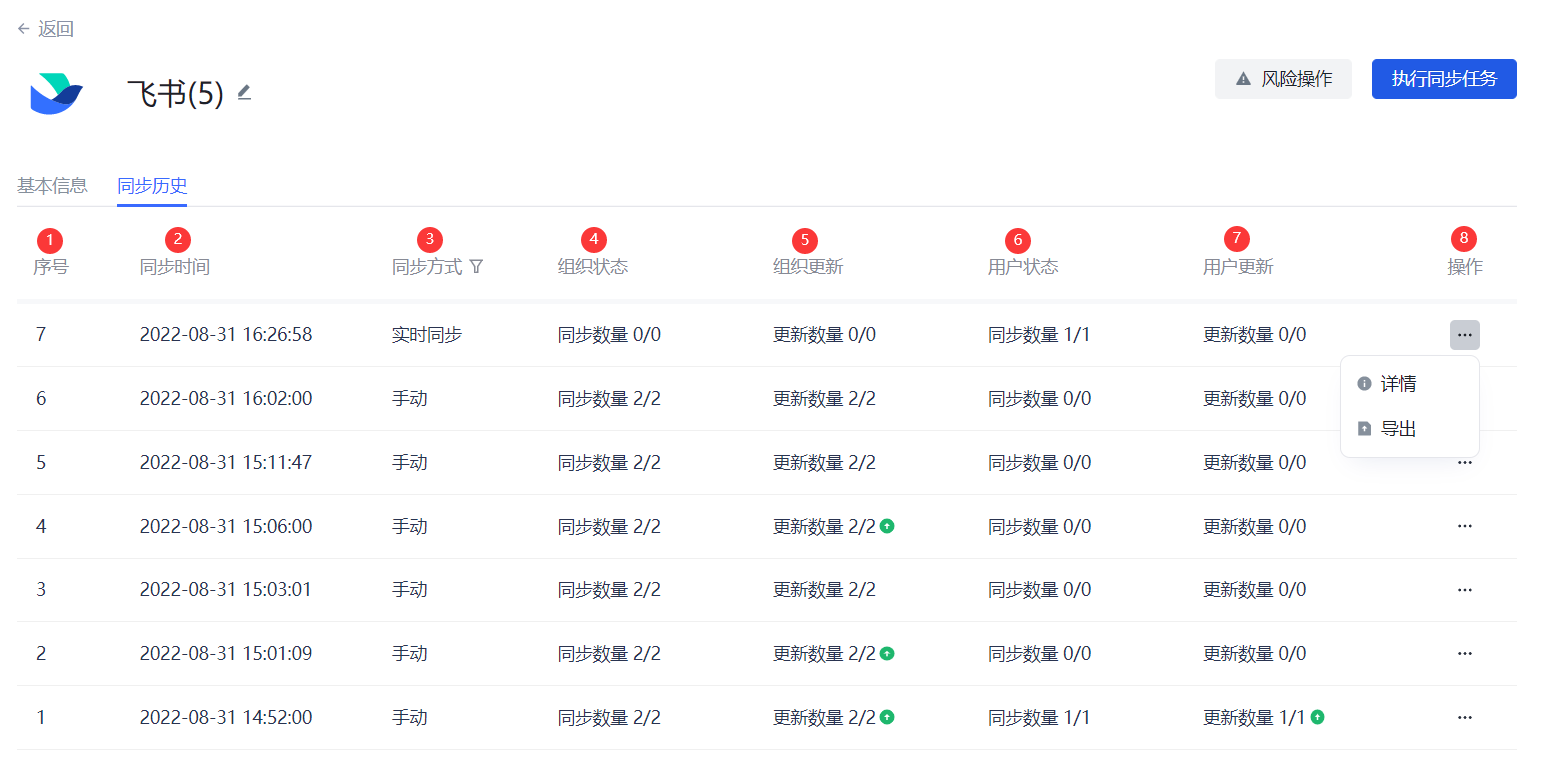 返回
飞书(5)
风险操作
执行同步任务
基本信息 同步历史
1 2 3 4 5 6 7 8
序号 同步时间 同步方式 组织状态 组织更新 用户状态 用户更新 操作
7 2022-08-31 16:26:58 实时同步 同步数量 0/0 更新数量 0/0 同步数量 1/1 更新数量 0/0 ···
详情
6 2022-08-31 16:02:00 手动 同步数量 2/2 更新数量 2/2 同步数量 0/0 更新数量 0/0
导出
5 2022-08-31 15:11:47 手动 同步数量 2/2 更新数量 2/2 同步数量 0/0 更新数量 0/0 ···
4 2022-08-31 15:06:00 手动 同步数量 2/2 更新数量 2/2 同步数量 0/0 更新数量 0/0 ···
3 2022-08-31 15:03:01 手动 同步数量 2/2 更新数量 2/2 同步数量 0/0 更新数量 0/0 ···
2 2022-08-31 15:01:09 手动 同步数量 2/2 更新数量 2/2 同步数量 0/0 更新数量 0/0 ···
1 2022-08-31 14:52:00 手动 同步数量 2/2 更新数量 2/2 同步数量 1/1 更新数量 1/1 ···